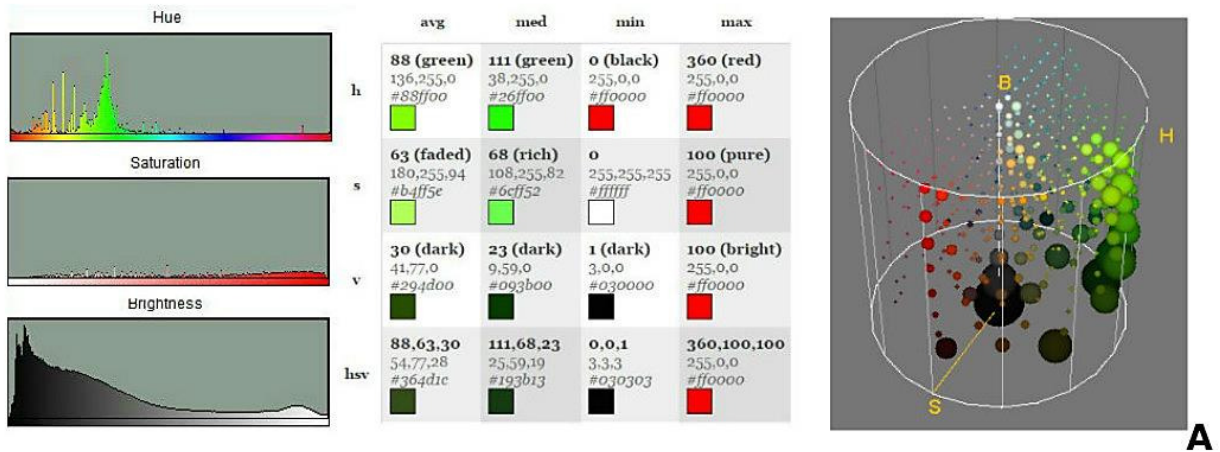 Hue
Saturation
Brightness
avg med min max
h
88 (green) 111 (green) 0 (black) 360 (red)
136,255,0 38,255,0 255,0,0 255,0,0
#88ff00 #26ff00 #ff0000 #ff0000
s
63 (faded) 68 (rich) 0 100 (pure)
180,255,94 108,255,82 255,255,255 255,0,0
#b4ff5e #6cff52 #ffffff #ff0000
v
30 (dark) 23 (dark) 1 (dark) 100 (bright)
41,77,0 9,59,0 3,0,0 255,0,0
#294d00 #093b00 #030000 #ff0000
hsv
88,63,30 111,68,23 0,0,1 360,100,100
54,77,28 25,59,19 3,3,3 255,0,0
#364d1c #193b13 #030303 #ff0000
B
H
S
A